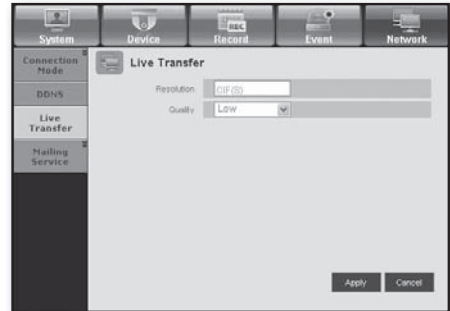 System Device Record Event Network
REC
Connection
Mode
DDNS
Live
Transfer
Mailing
Service
Live Transfer
Resolution CIF(S)
Quality Low
Apply Cancel